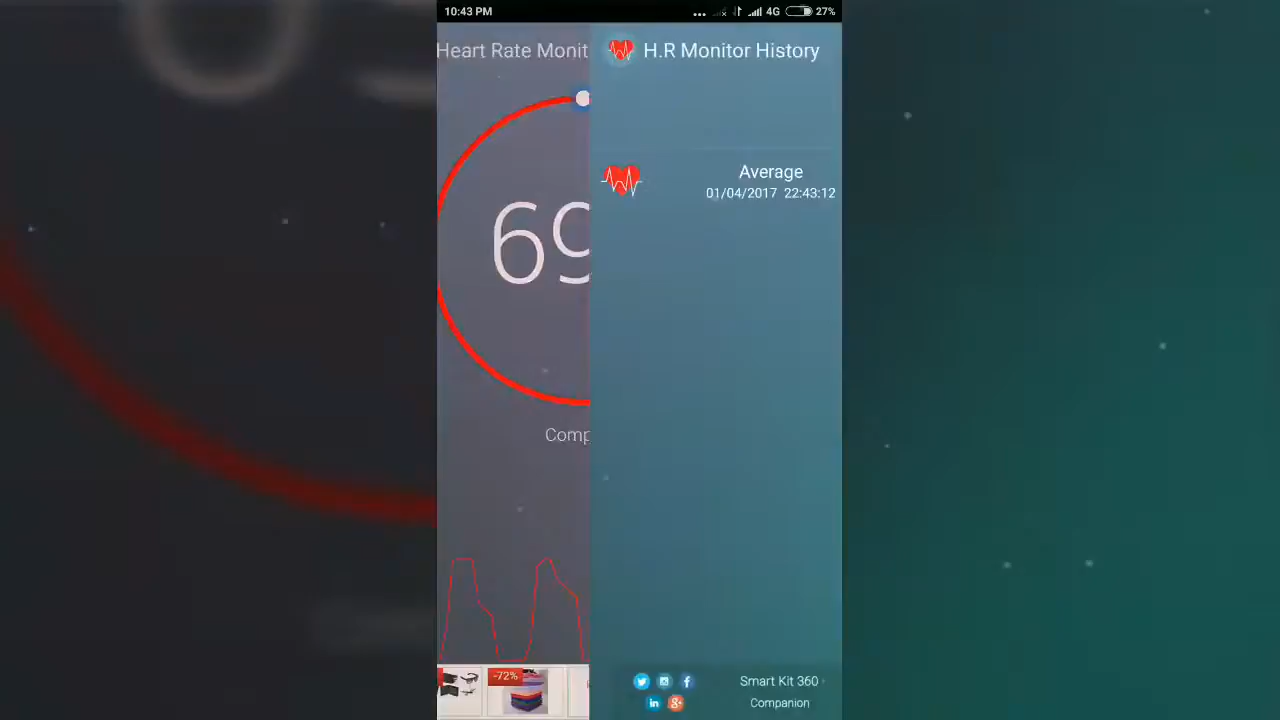 10:43 PM
4G
27%
Heart Rate Monit
H.R Monitor History
Average
01/04/2017 22:43:12
69
Comp
-72%
Smart Kit 360
Companion